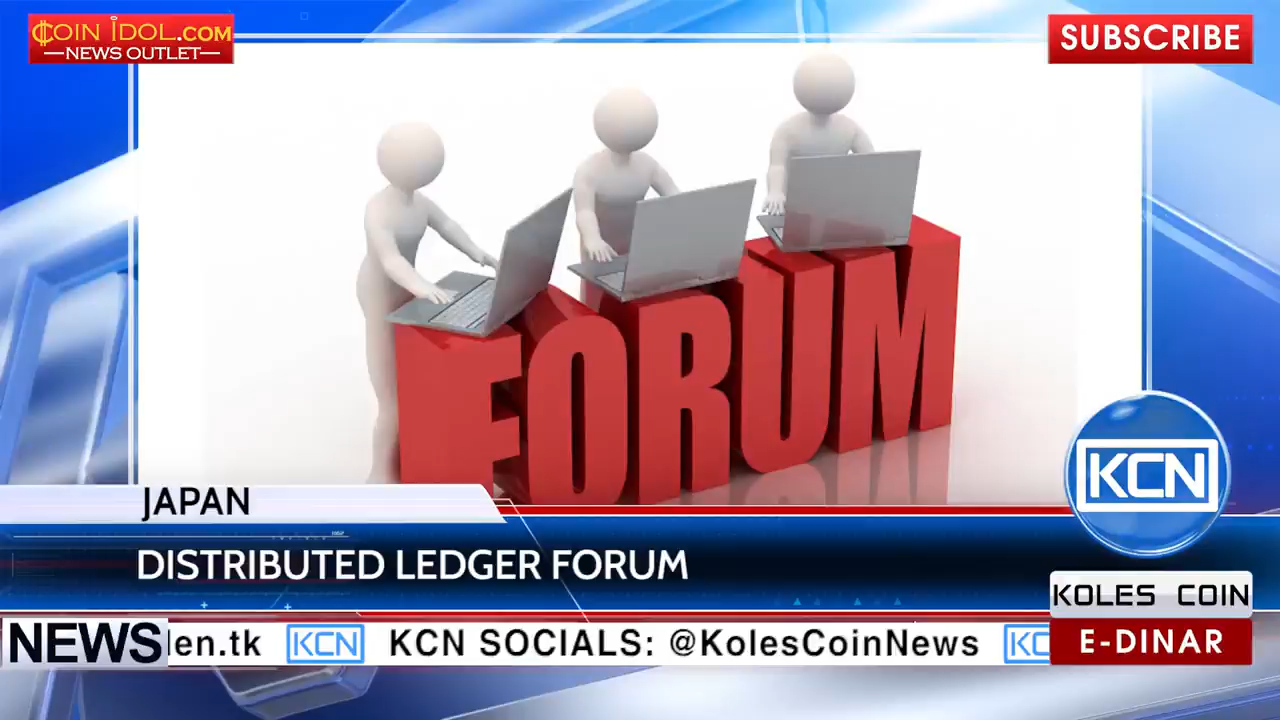 COIN IDOL.COM
NEWS OUTLET
SUBSCRIBE
FORUM
KCN
JAPAN
DISTRIBUTED LEDGER FORUM
KOLES COIN
E-DINAR
NEWS
len.tk KCN KCN SOCIALS: @KolesCoinNews KC